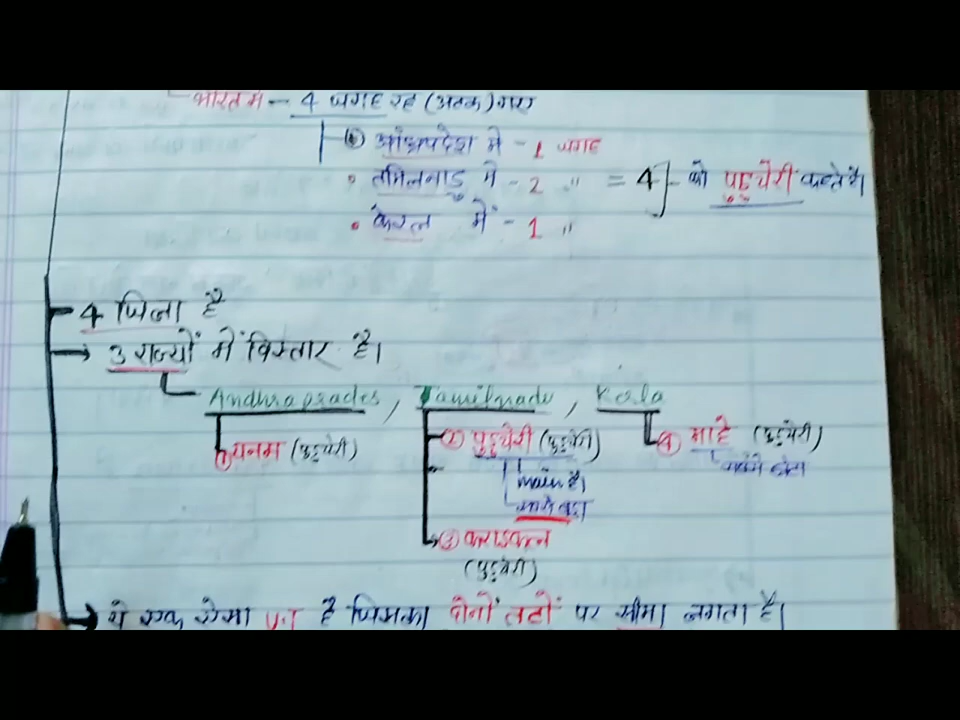 भारत में - 4 जगह रह (अटक) गए
आंध्रप्रदेश में - 1 जगह
तमिलनाडु में - 2 " = 4 को पुडुचेरी कहते है।
केरल में - 1 "
4 जिला है
3 राज्यों में विस्तार है।
Andhra prades, Tamilnadu, Kerla
① यनम (पुडुचेरी) ② पुडुचेरी (पुडुचेरी) ④ माहे (पुडुचेरी)
main है। सबसे छोटा
सबसे बड़ा
③ कराइकल
(पुडुचेरी)
ये एक ऐसा UT है जिसका दोनों तटों पर सीमा लगता है।